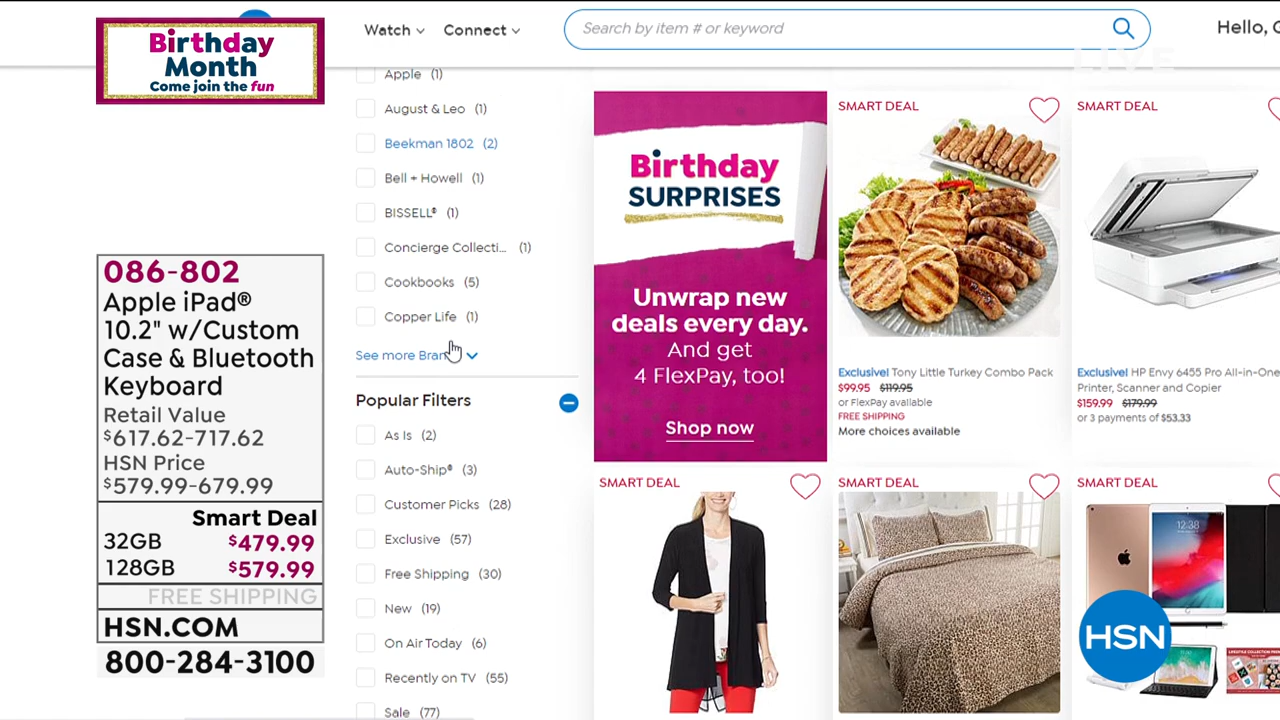 Birthday
Month
Come join the fun
Watch
Connect
Search by item # or keyword
Hello,
LIVE
086-802
Apple iPad®
10.2" w/Custom
Case & Bluetooth
Keyboard
Retail Value
$617.62-717.62
HSN Price
$579.99-679.99
Smart Deal
32GB $479.99
128GB $579.99
FREE SHIPPING
HSN.COM
800-284-3100
Apple (1)
August & Leo (1)
Beekman 1802 (2)
Bell + Howell (1)
BISSELL® (1)
Concierge Collecti... (1)
Cookbooks (5)
Copper Life (1)
See more
Popular Filters
As Is (2)
Auto-Ship® (3)
Customer Picks (28)
Exclusive (57)
Free Shipping (30)
New (19)
On Air Today (6)
Recently on TV (55)
Sale (77)
Birthday
SURPRISES
Unwrap new
deals every day.
And get
4 FlexPay, too!
Shop now
SMART DEAL
Exclusive! Tony Little Turkey Combo Pack
$99.95 $119.95
or FlexPay available
FREE SHIPPING
More choices available
SMART DEAL
Exclusive! HP Envy 6455 Pro All-in-One
Printer, Scanner and Copier
$159.99 $179.99
or 3 payments of $53.33
SMART DEAL
SMART DEAL
SMART DEAL
12:38
HSN